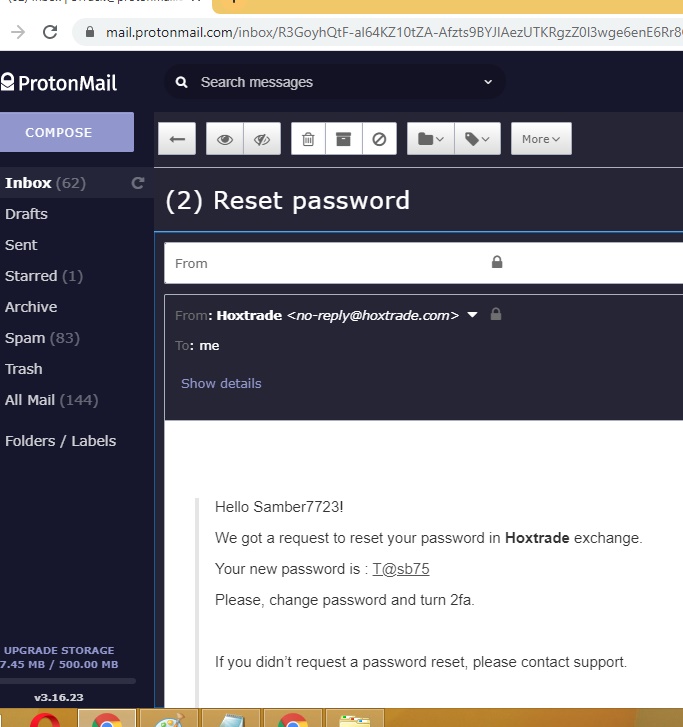 mail.protonmail.com/inbox/R3GoyhQtF-al64KZ10tZA-Afzts9BYJlAezUTKRgzZ0l3wge6enE6Rr8
ProtonMail
Search messages
COMPOSE
More
Inbox (62)
(2) Reset password
Drafts
Sent
Starred (1)
Archive
Spam (83)
Trash
All Mail (144)
Folders / Labels
From
From: Hoxtrade <no-reply@hoxtrade.com>
To: me
Show details
Hello Samber7723!
We got a request to reset your password in Hoxtrade exchange.
Your new password is : T@sb75
Please, change password and turn 2fa.
If you didn’t request a password reset, please contact support.
UPGRADE STORAGE
7.45 MB / 500.00 MB
v3.16.23